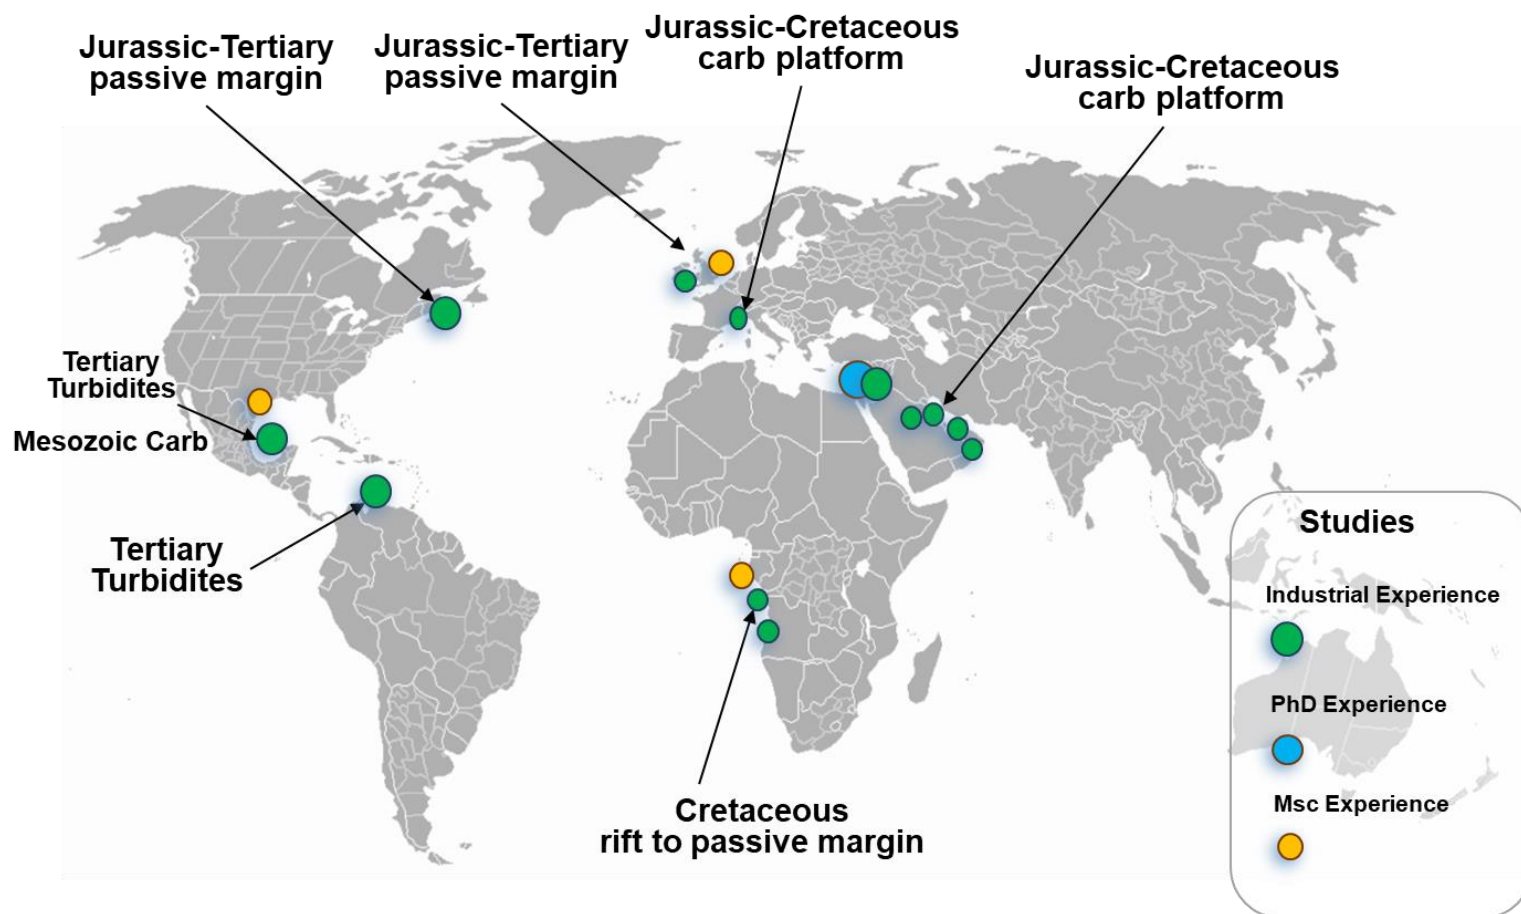 Jurassic-Tertiary
passive margin
Jurassic-Tertiary
passive margin
Jurassic-Cretaceous
carb platform
Jurassic-Cretaceous
carb platform
Tertiary
Turbidites
Mesozoic Carb
Tertiary
Turbidites
Cretaceous
rift to passive margin
Studies
Industrial Experience
PhD Experience
Msc Experience